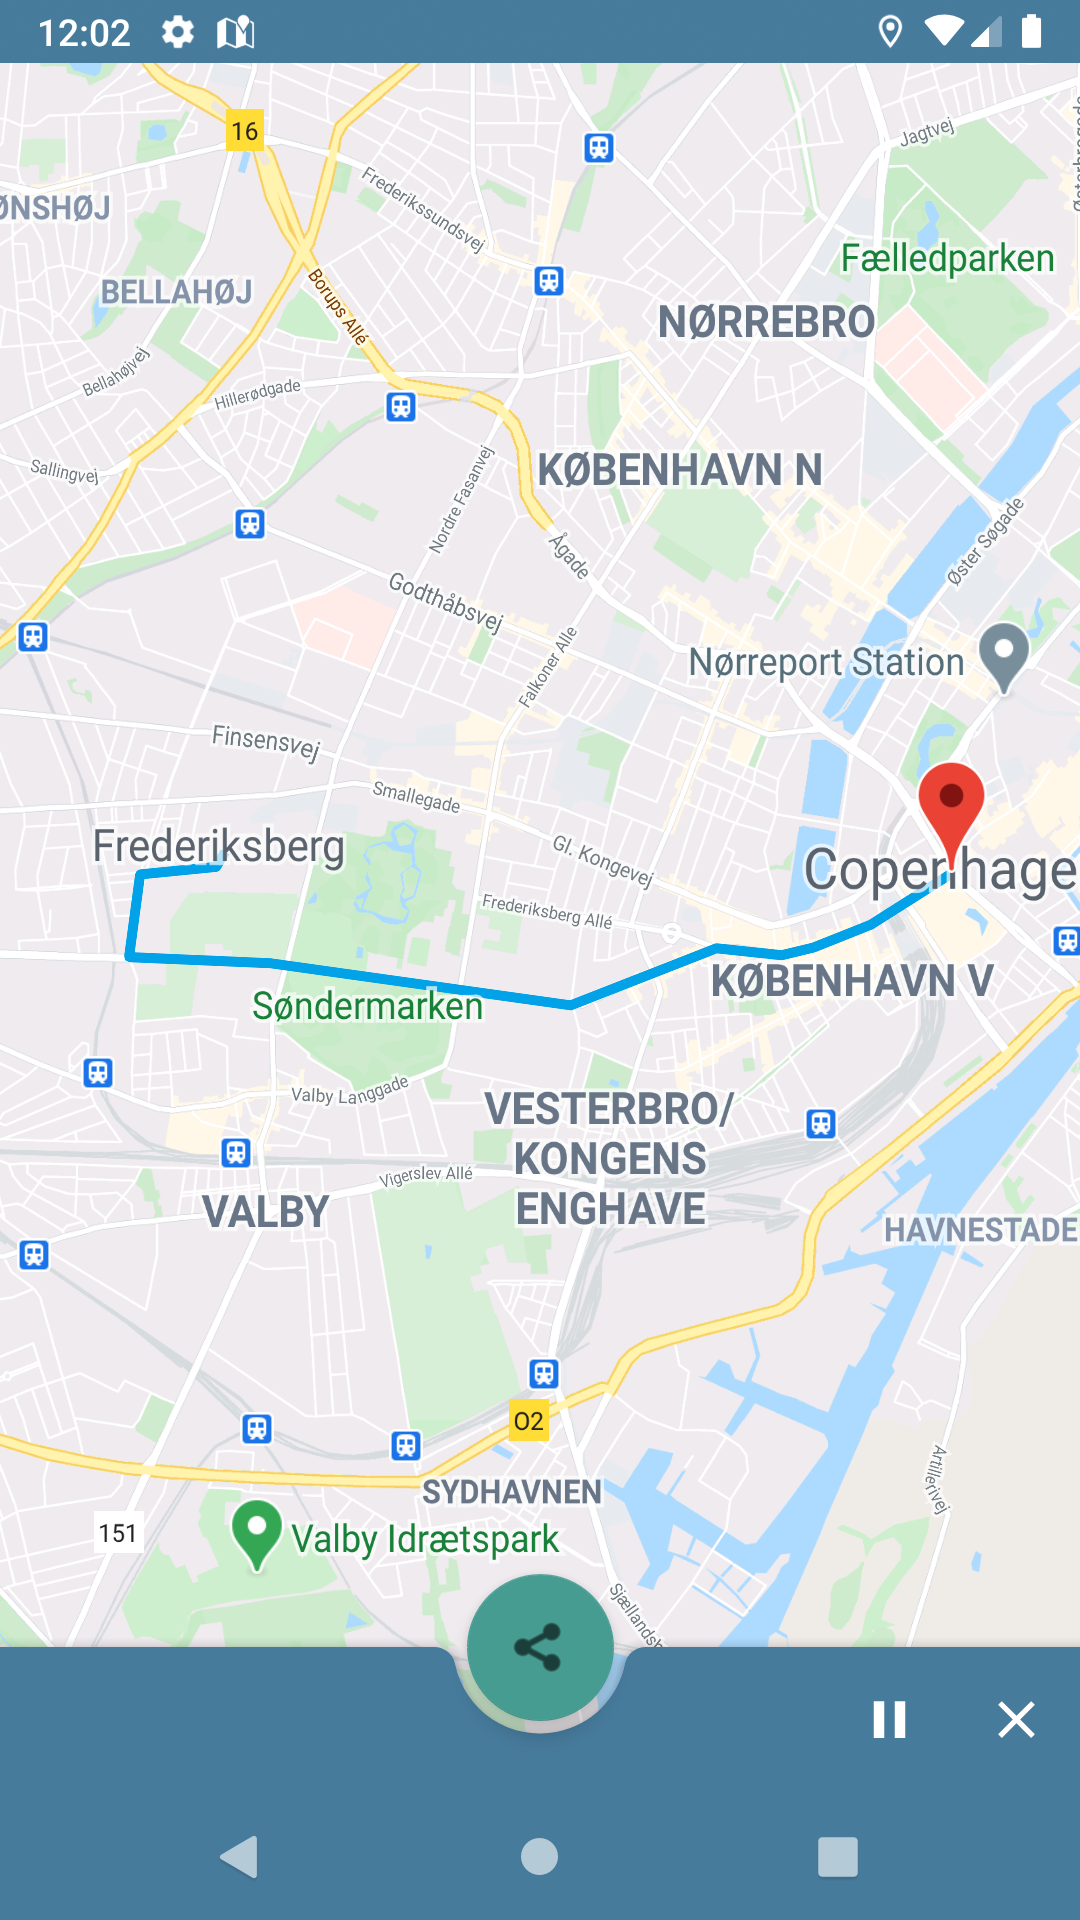 12:02
16
Jagtvej
Frederikssundsvej
ØNSHØJ
Fælledparken
BELLAHØJ
Borups Allé
NØRREBRO
Bellahøjvej
Hillerødgade
Sallingvej
KØBENHAVN N
Nordre Fasanvej
Øster Søgade
Ågade
Godthåbsvej
Nørreport Station
Falkoner Alle
Finsensvej
Smallegade
Frederiksberg
Gl. Kongevej
Copenhage
Frederiksberg Allé
KØBENHAVN V
Søndermarken
Valby Langgade
VESTERBRO/
KONGENS
ENGHAVE
Vigerslev Allé
VALBY
HAVNESTADE
O2
SYDHAVNEN
Artillerivej
151
Valby Idrætspark